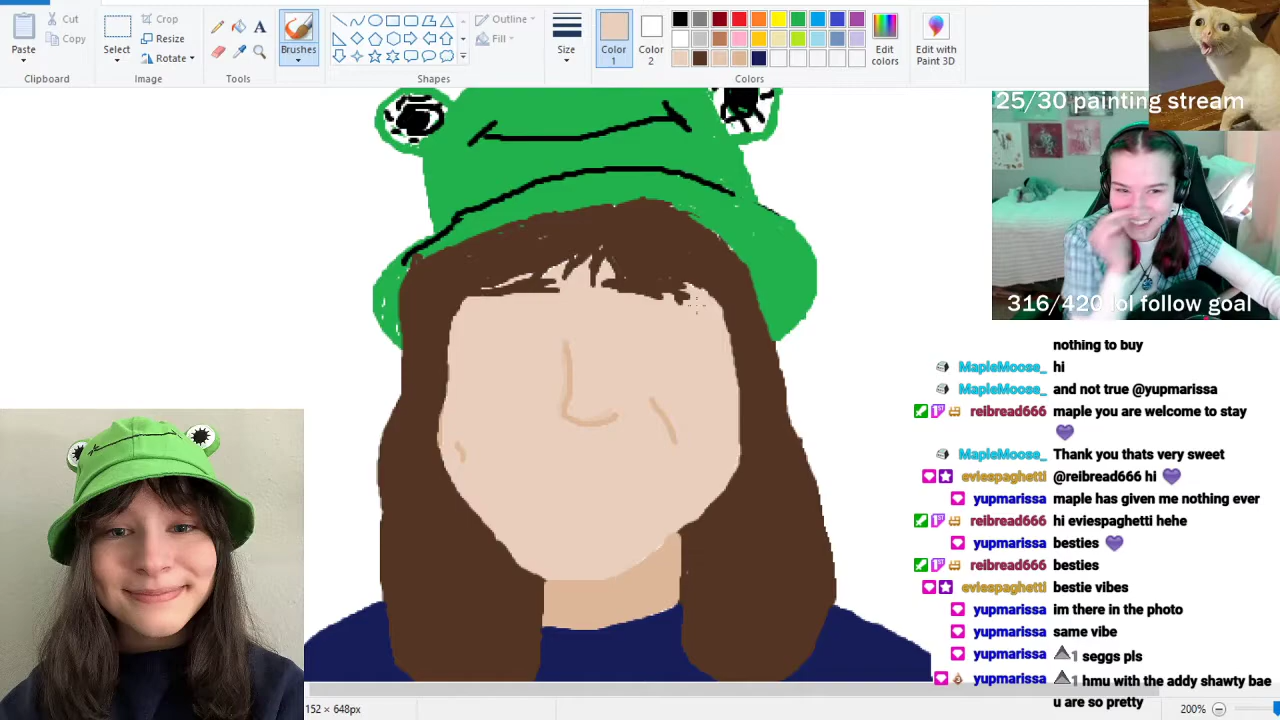 Paste
Clipboard
Cut
Copy
Select
Crop
Resize
Rotate
Image
A
Tools
Brushes
Outline
Fill
Shapes
Size
Color
1
Color
2
Edit
colors
Colors
Edit with
Paint 3D
25/30 painting stream
316/420 lol follow goal
nothing to buy
MapleMoose_ hi
MapleMoose_ and not true @yupmarissa
reibread666 maple you are welcome to stay
MapleMoose_ Thank you thats very sweet
eviespaghetti @reibread666 hi
yupmarissa maple has given me nothing ever
reibread666 hi eviespaghetti hehe
yupmarissa besties
reibread666 besties
eviespaghetti bestie vibes
yupmarissa im there in the photo
yupmarissa same vibe
yupmarissa 1 seggs pls
yupmarissa 1 hmu with the addy shawty bae
u are so pretty
152 × 648px
200%